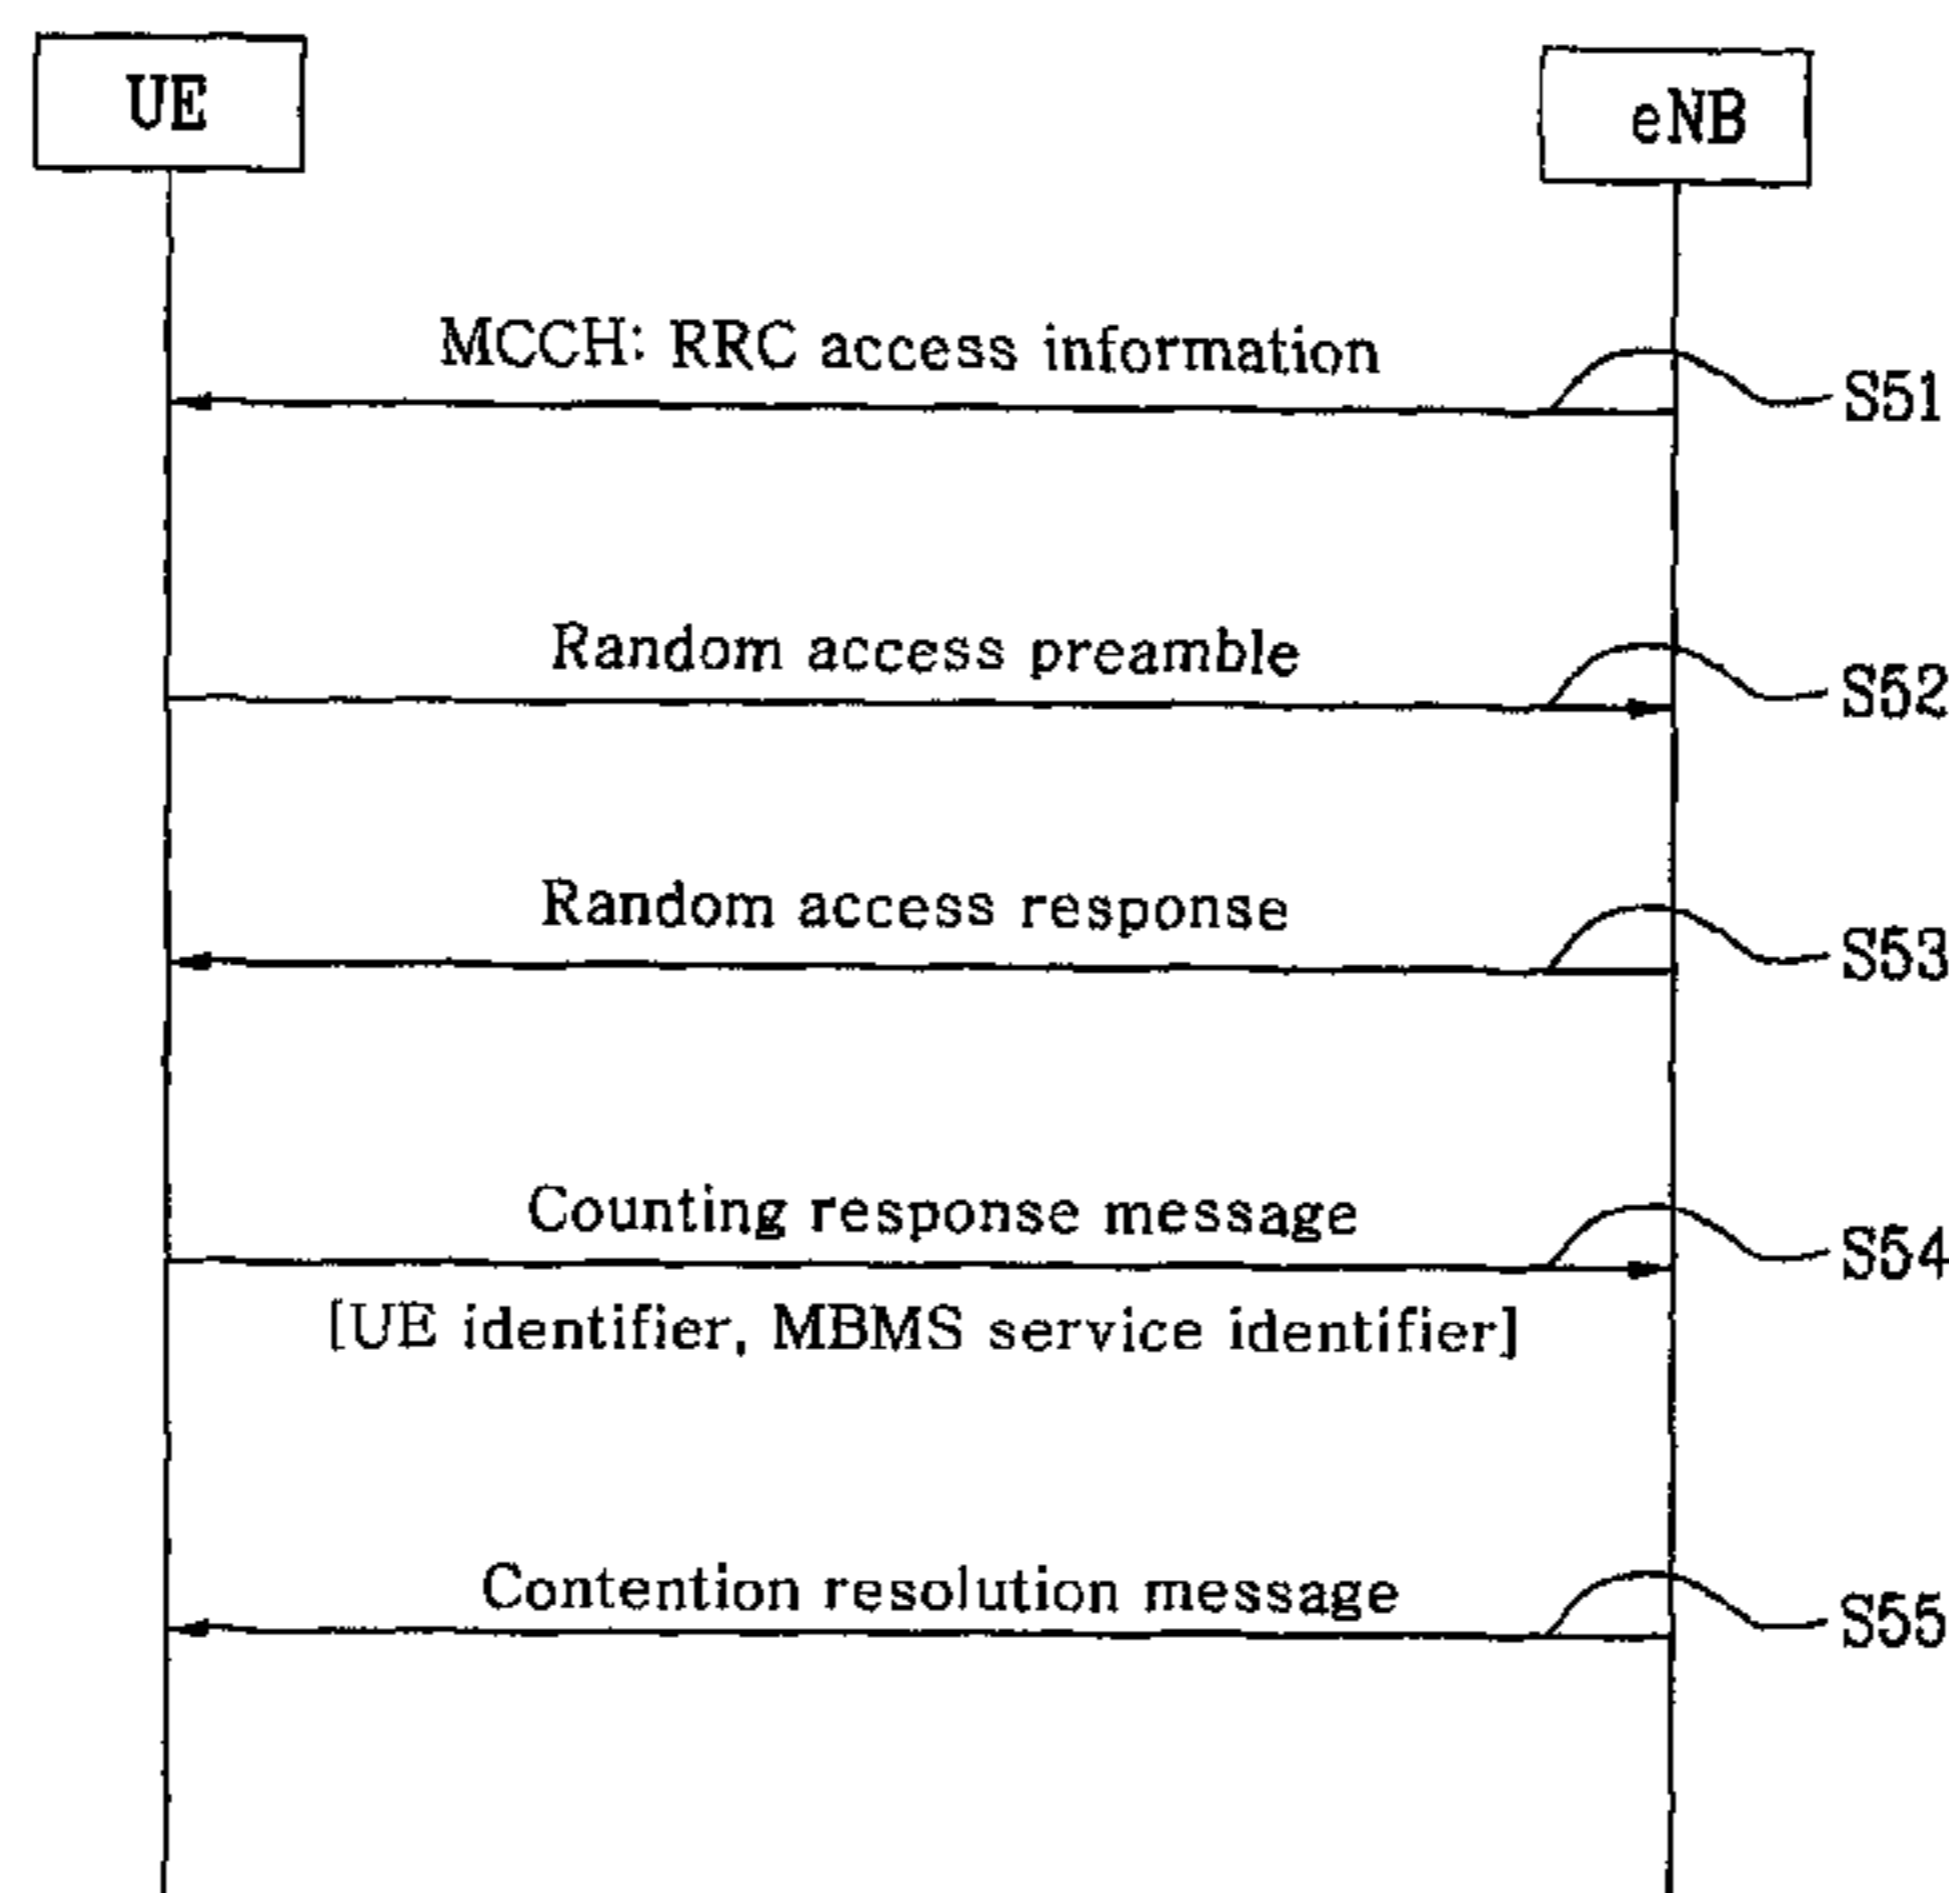 UE
eNB
MCCH: RRC access information
S51
Random access preamble
S52
Random access response
S53
Counting response message
S54
[UE identifier, MBMS service identifier]
Contention resolution message
S55